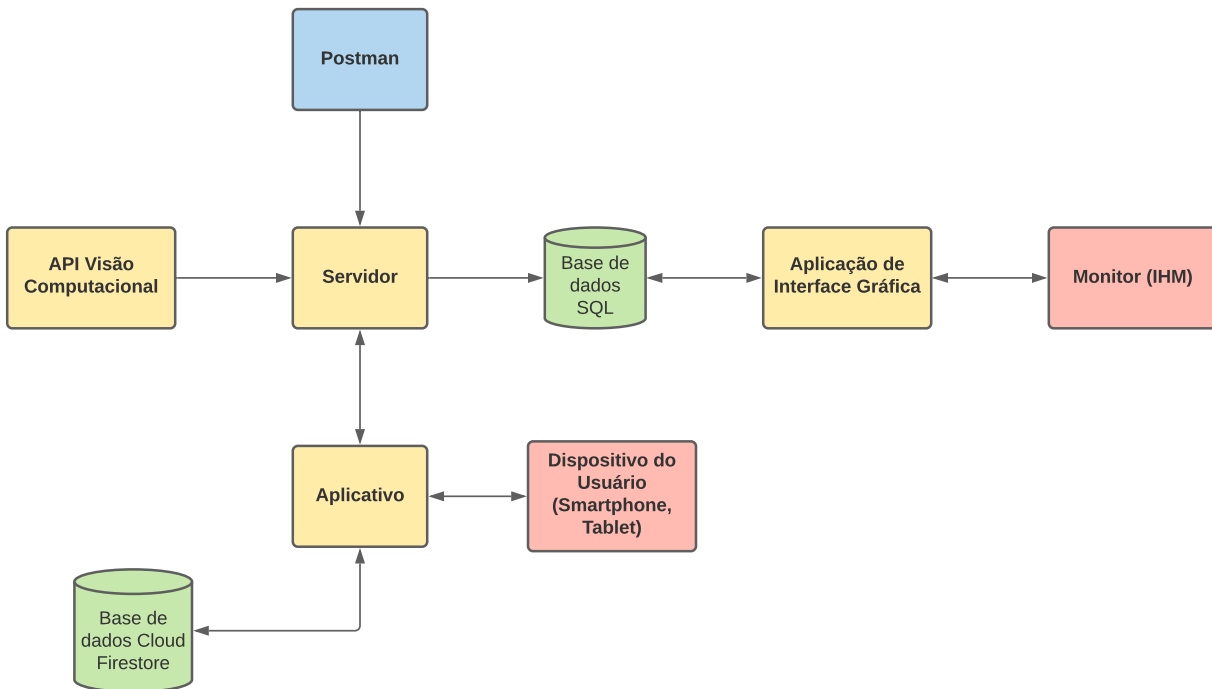 Postman
API Visão
Computacional
Servidor
Base de
dados
SQL
Aplicação de
Interface Gráfica
Monitor (IHM)
Aplicativo
Dispositivo do
Usuário
(Smartphone,
Tablet)
Base de
dados Cloud
Firestore